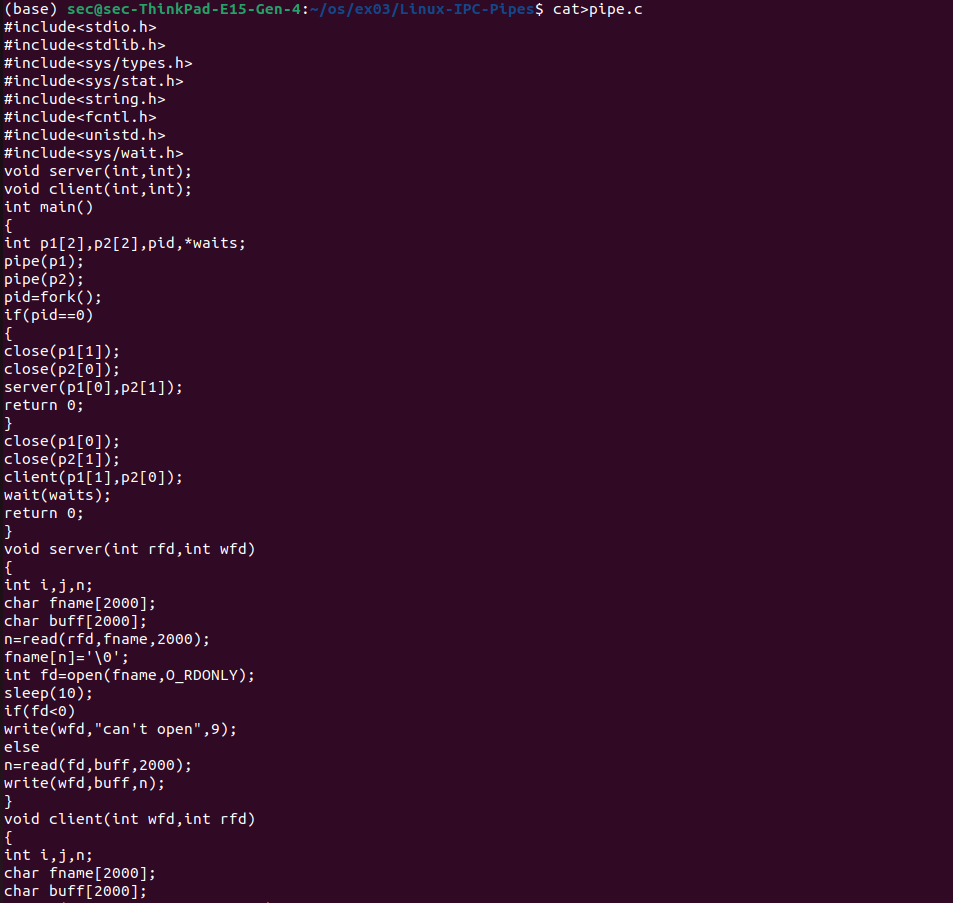 (base) sec@sec-ThinkPad-E15-Gen-4:~/os/ex03/Linux-IPC-Pipes$ cat>pipe.c
#include<stdio.h>
#include<stdlib.h>
#include<sys/types.h>
#include<sys/stat.h>
#include<string.h>
#include<fcntl.h>
#include<unistd.h>
#include<sys/wait.h>
void server(int,int);
void client(int,int);
int main()
{
int p1[2],p2[2],pid,*waits;
pipe(p1);
pipe(p2);
pid=fork();
if(pid==0)
{
close(p1[1]);
close(p2[0]);
server(p1[0],p2[1]);
return 0;
}
close(p1[0]);
close(p2[1]);
client(p1[1],p2[0]);
wait(waits);
return 0;
}
void server(int rfd,int wfd)
{
int i,j,n;
char fname[2000];
char buff[2000];
n=read(rfd,fname,2000);
fname[n]='\0';
int fd=open(fname,O_RDONLY);
sleep(10);
if(fd<0)
write(wfd,"can't open",9);
else
n=read(fd,buff,2000);
write(wfd,buff,n);
}
void client(int wfd,int rfd)
{
int i,j,n;
char fname[2000];
char buff[2000];